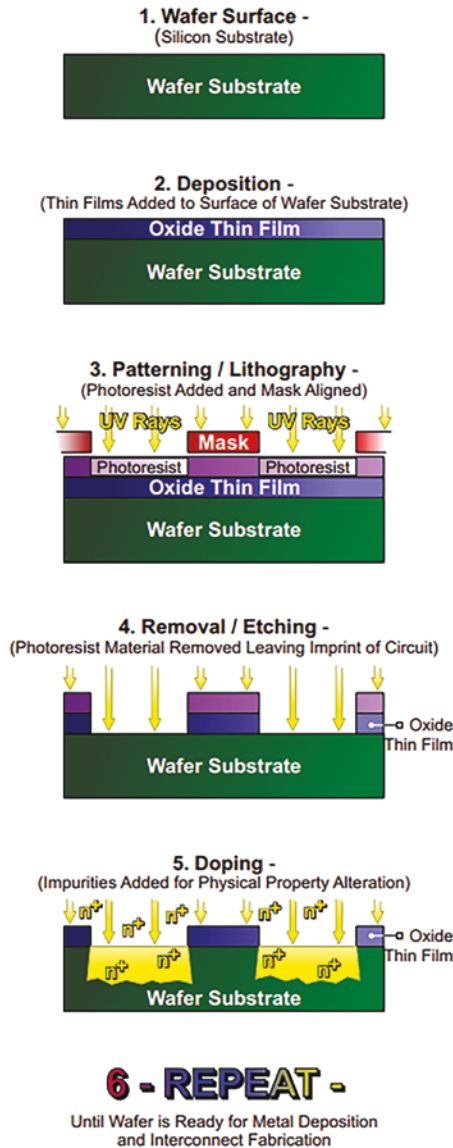 1. Wafer Surface -
(Silicon Substrate)
Wafer Substrate
2. Deposition -
(Thin Films Added to Surface of Wafer Substrate)
Oxide Thin Film
Wafer Substrate
3. Patterning / Lithography -
(Photoresist Added and Mask Aligned)
UV Rays UV Rays
Mask
Photoresist Photoresist
Oxide Thin Film
Wafer Substrate
4. Removal / Etching -
(Photoresist Material Removed Leaving Imprint of Circuit)
Oxide
Thin Film
Wafer Substrate
5. Doping -
(Impurities Added for Physical Property Alteration)
n+ n+ n+ n+ n+
Oxide
Thin Film
n+ n+ n+ n+
Wafer Substrate
6 - REPEAT -
Until Wafer is Ready for Metal Deposition
and Interconnect Fabrication